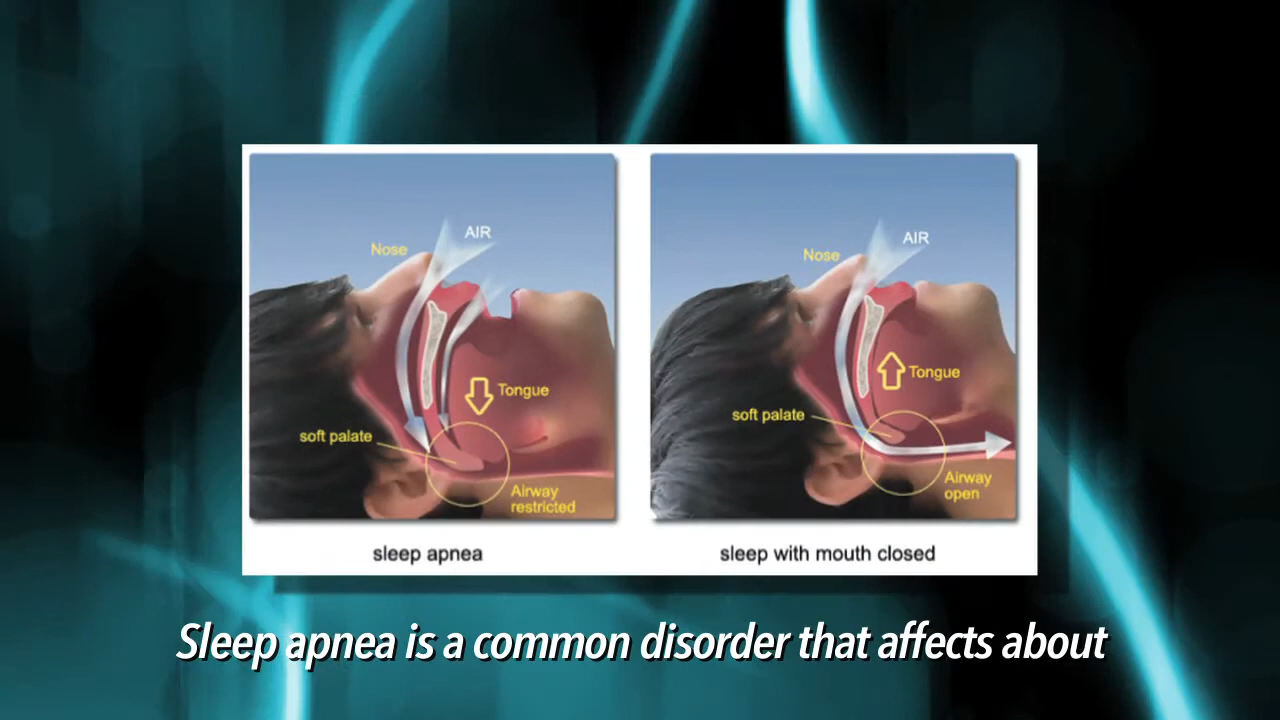 AIR
Nose
Tongue
soft palate
Airway
restricted
sleep apnea
AIR
Nose
Tongue
soft palate
Airway
open
sleep with mouth closed
Sleep apnea is a common disorder that affects about